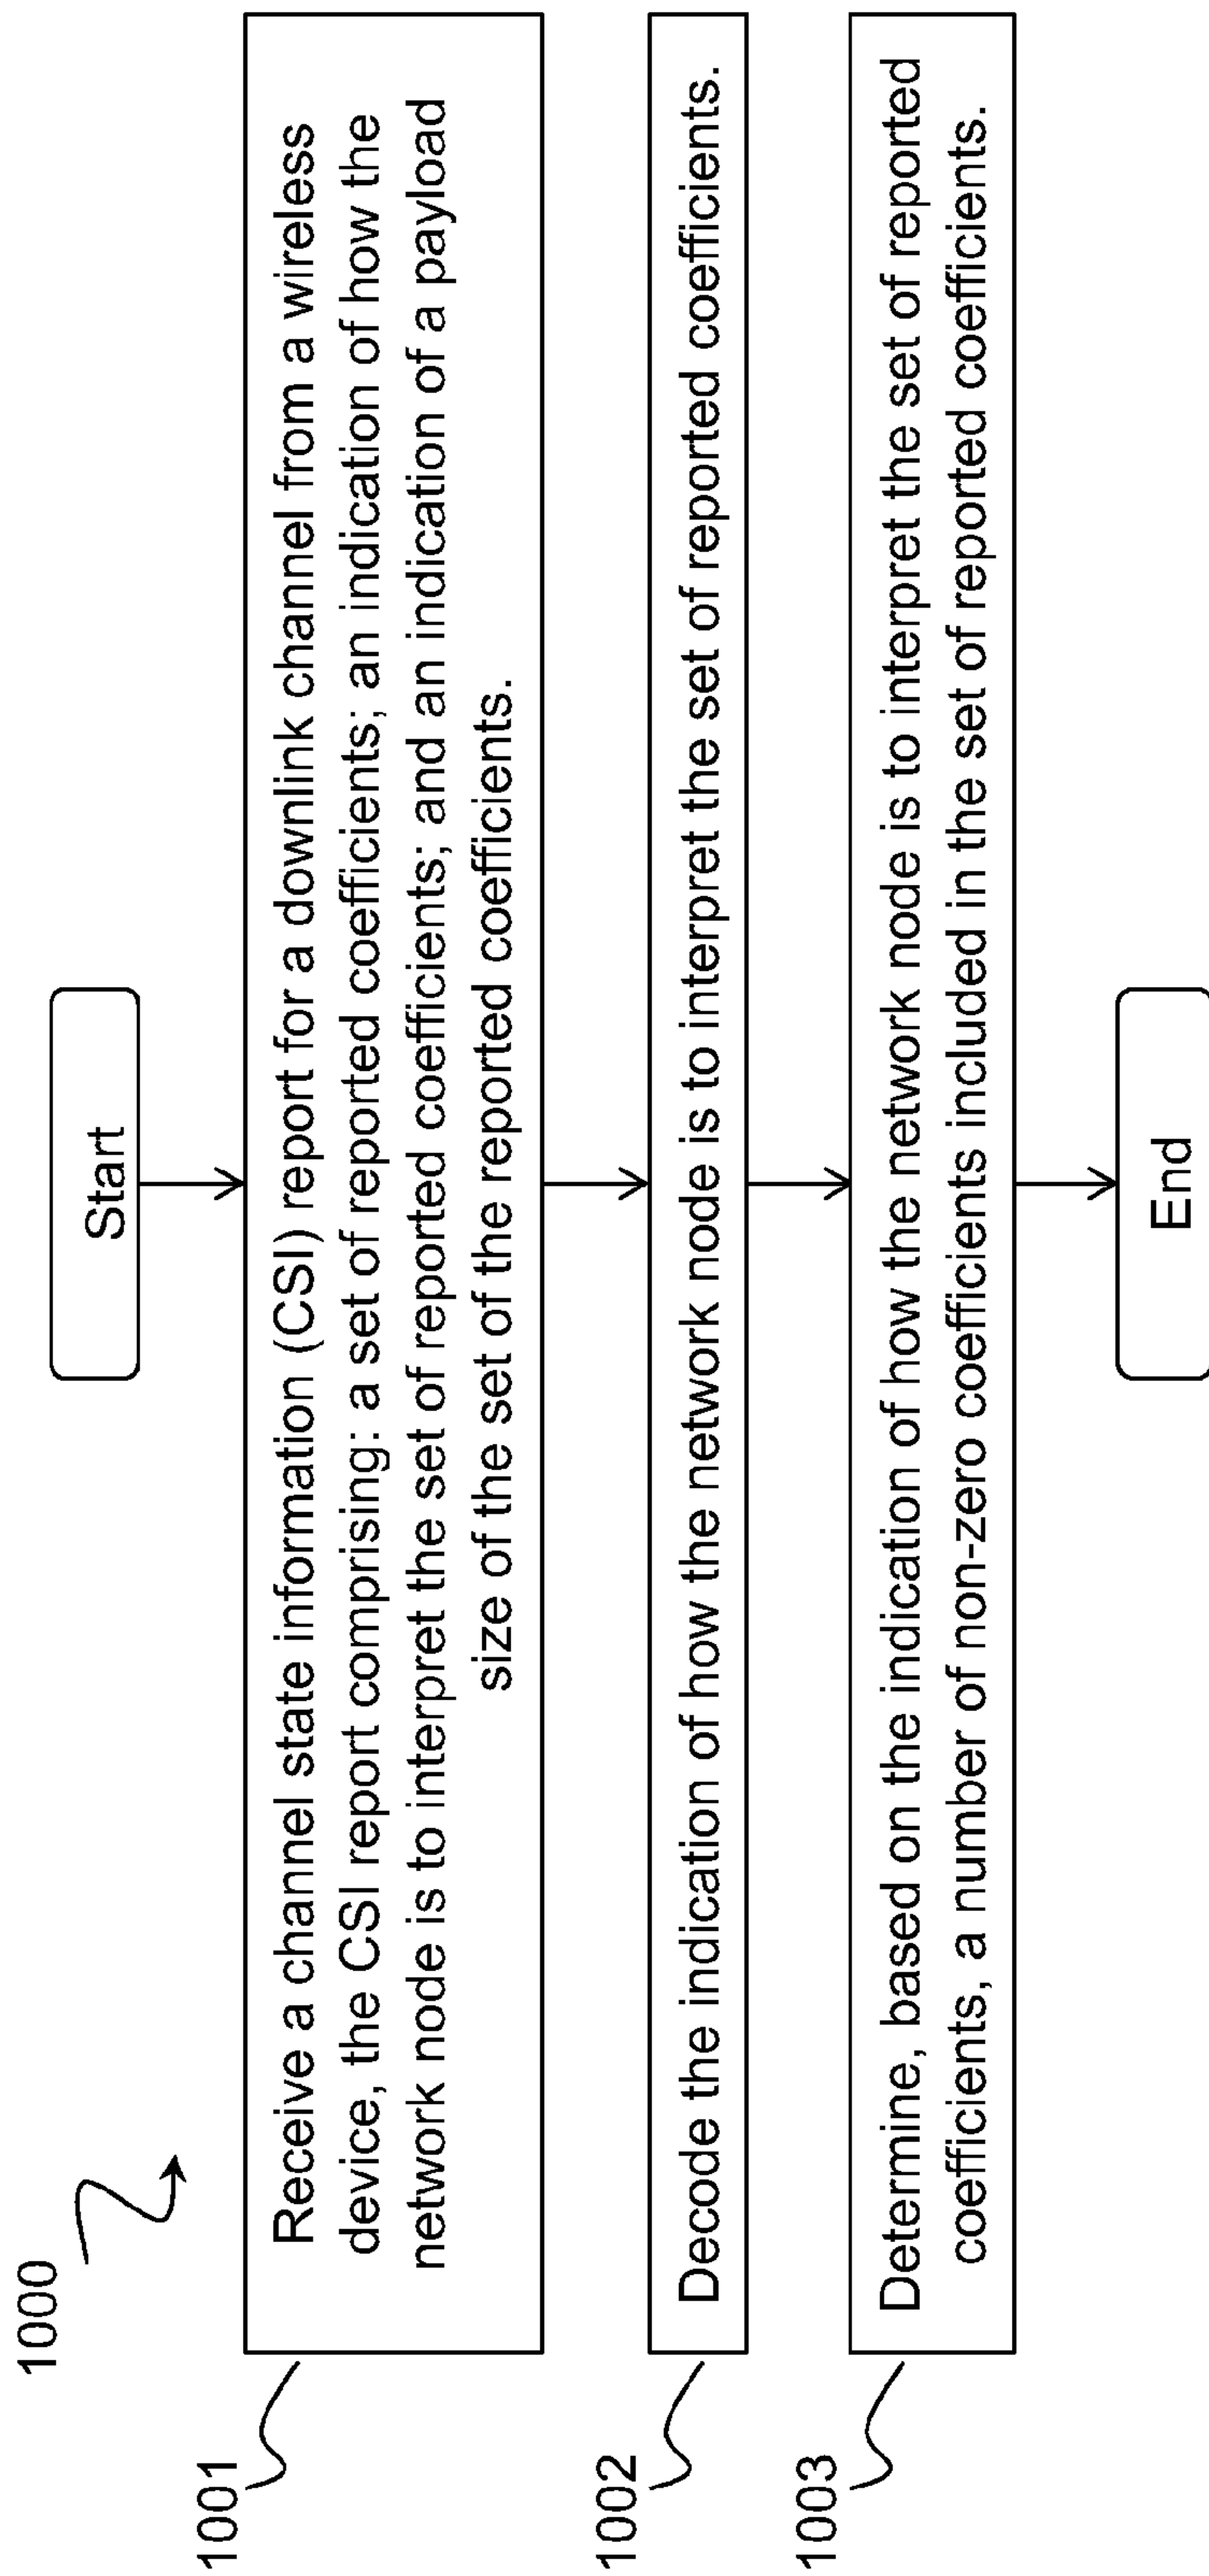 1000
Start
1001
Receive a channel state information (CSI) report for a downlink channel from a wireless
device, the CSI report comprising: a set of reported coefficients; an indication of how the
network node is to interpret the set of reported coefficients; and an indication of a payload
size of the set of the reported coefficients.
1002
Decode the indication of how the network node is to interpret the set of reported coefficients.
1003
Determine, based on the indication of how the network node is to interpret the set of reported
coefficients, a number of non-zero coefficients included in the set of reported coefficients.
End